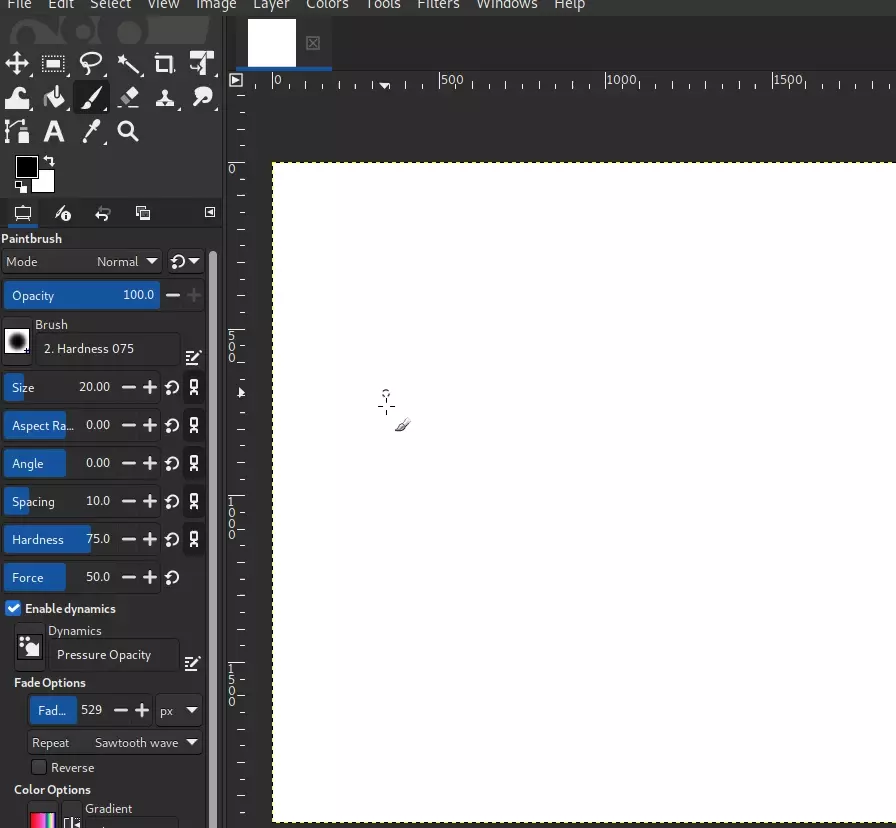 File Edit Select View Image Layer Colors Tools Filters Windows Help
0 500 1000 1500
0
500
1000
1500
Paintbrush
Mode Normal
Opacity 100.0
Brush
2. Hardness 075
Size 20.00
Aspect Ra... 0.00
Angle 0.00
Spacing 10.0
Hardness 75.0
Force 50.0
Enable dynamics
Dynamics
Pressure Opacity
Fade Options
Fad... 529 px
Repeat Sawtooth wave
Reverse
Color Options
Gradient